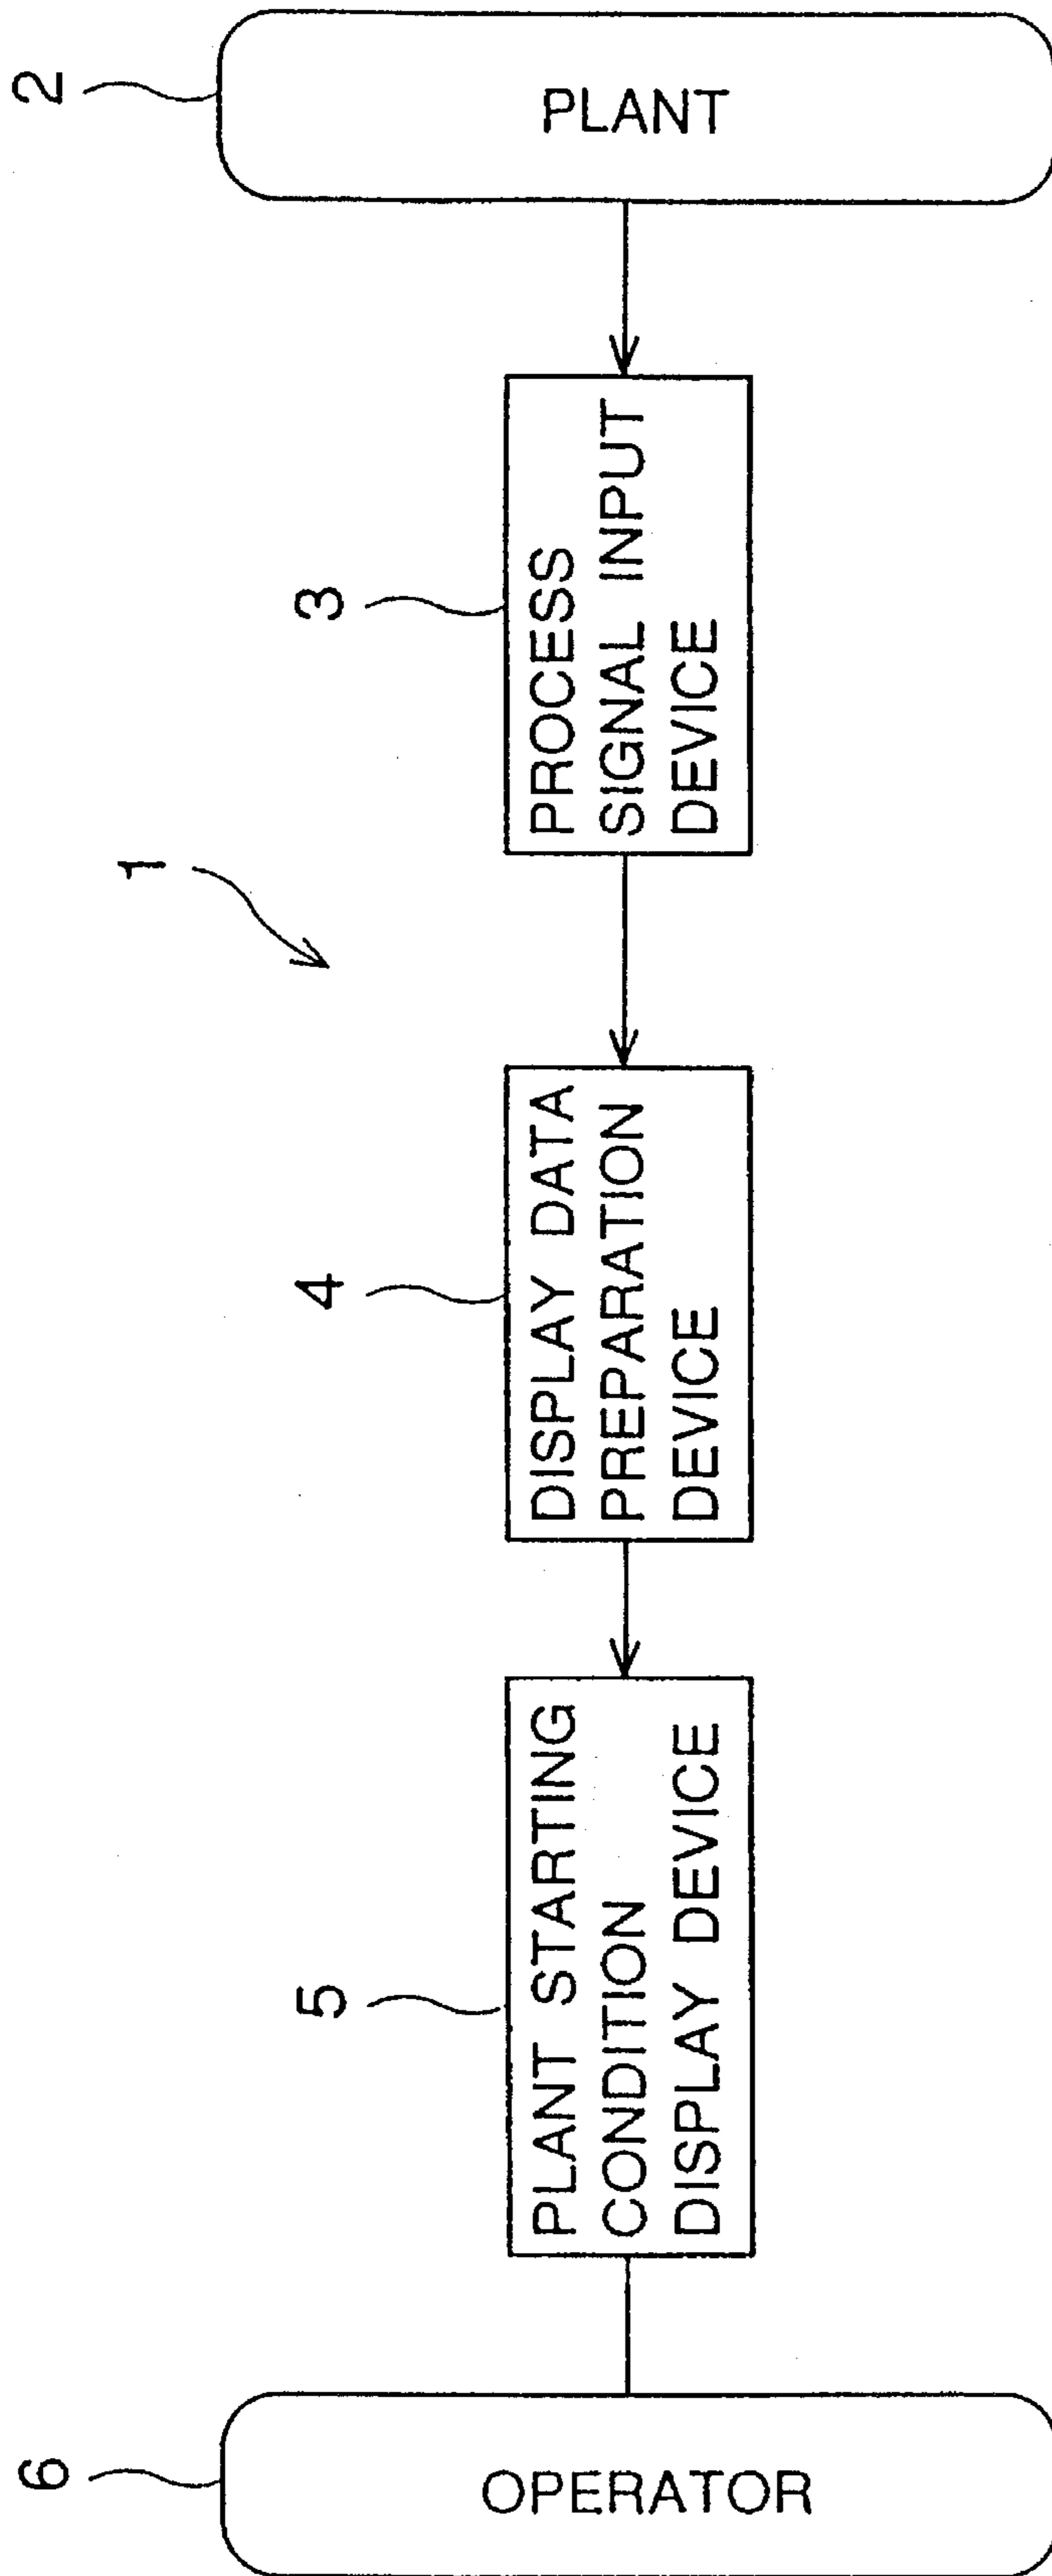 1
2
PLANT
3
PROCESS
SIGNAL INPUT
DEVICE
4
DISPLAY DATA
PREPARATION
DEVICE
5
PLANT STARTING
CONDITION
DISPLAY DEVICE
6
OPERATOR